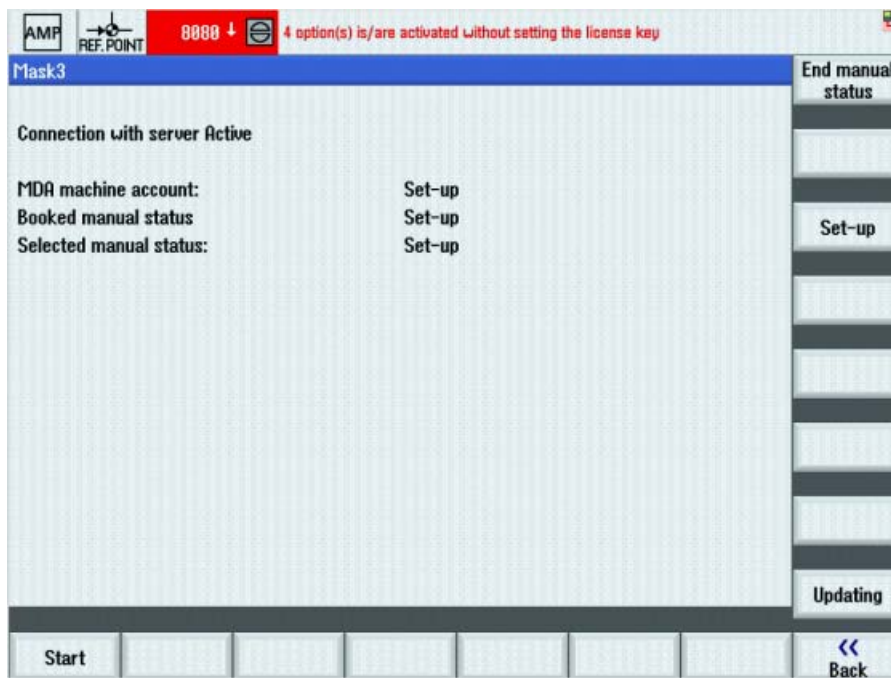 AMP
REF. POINT
8080 ↓
4 option(s) is/are activated without setting the license key
Mask3
End manual
status
Connection with server Active
MDA machine account: Set-up
Booked manual status Set-up
Selected manual status: Set-up
Set-up
Updating
Start
<<
Back